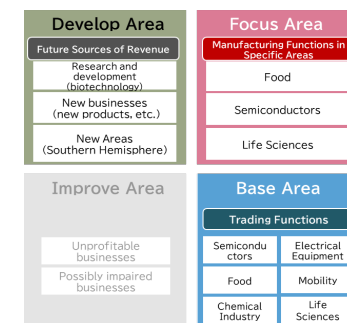 Develop Area
Future Sources of Revenue
Research and
development
(biotechnology)
New businesses
(new products, etc.)
New Areas
(Southern Hemisphere)
Focus Area
Manufacturing Functions in
Specific Areas
Food
Semiconductors
Life Sciences
Improve Area
Unprofitable
businesses
Possibly impaired
businesses
Base Area
Trading Functions
Semicondu
ctors
Electrical
Equipment
Food
Mobility
Chemical
Industry
Life
Sciences